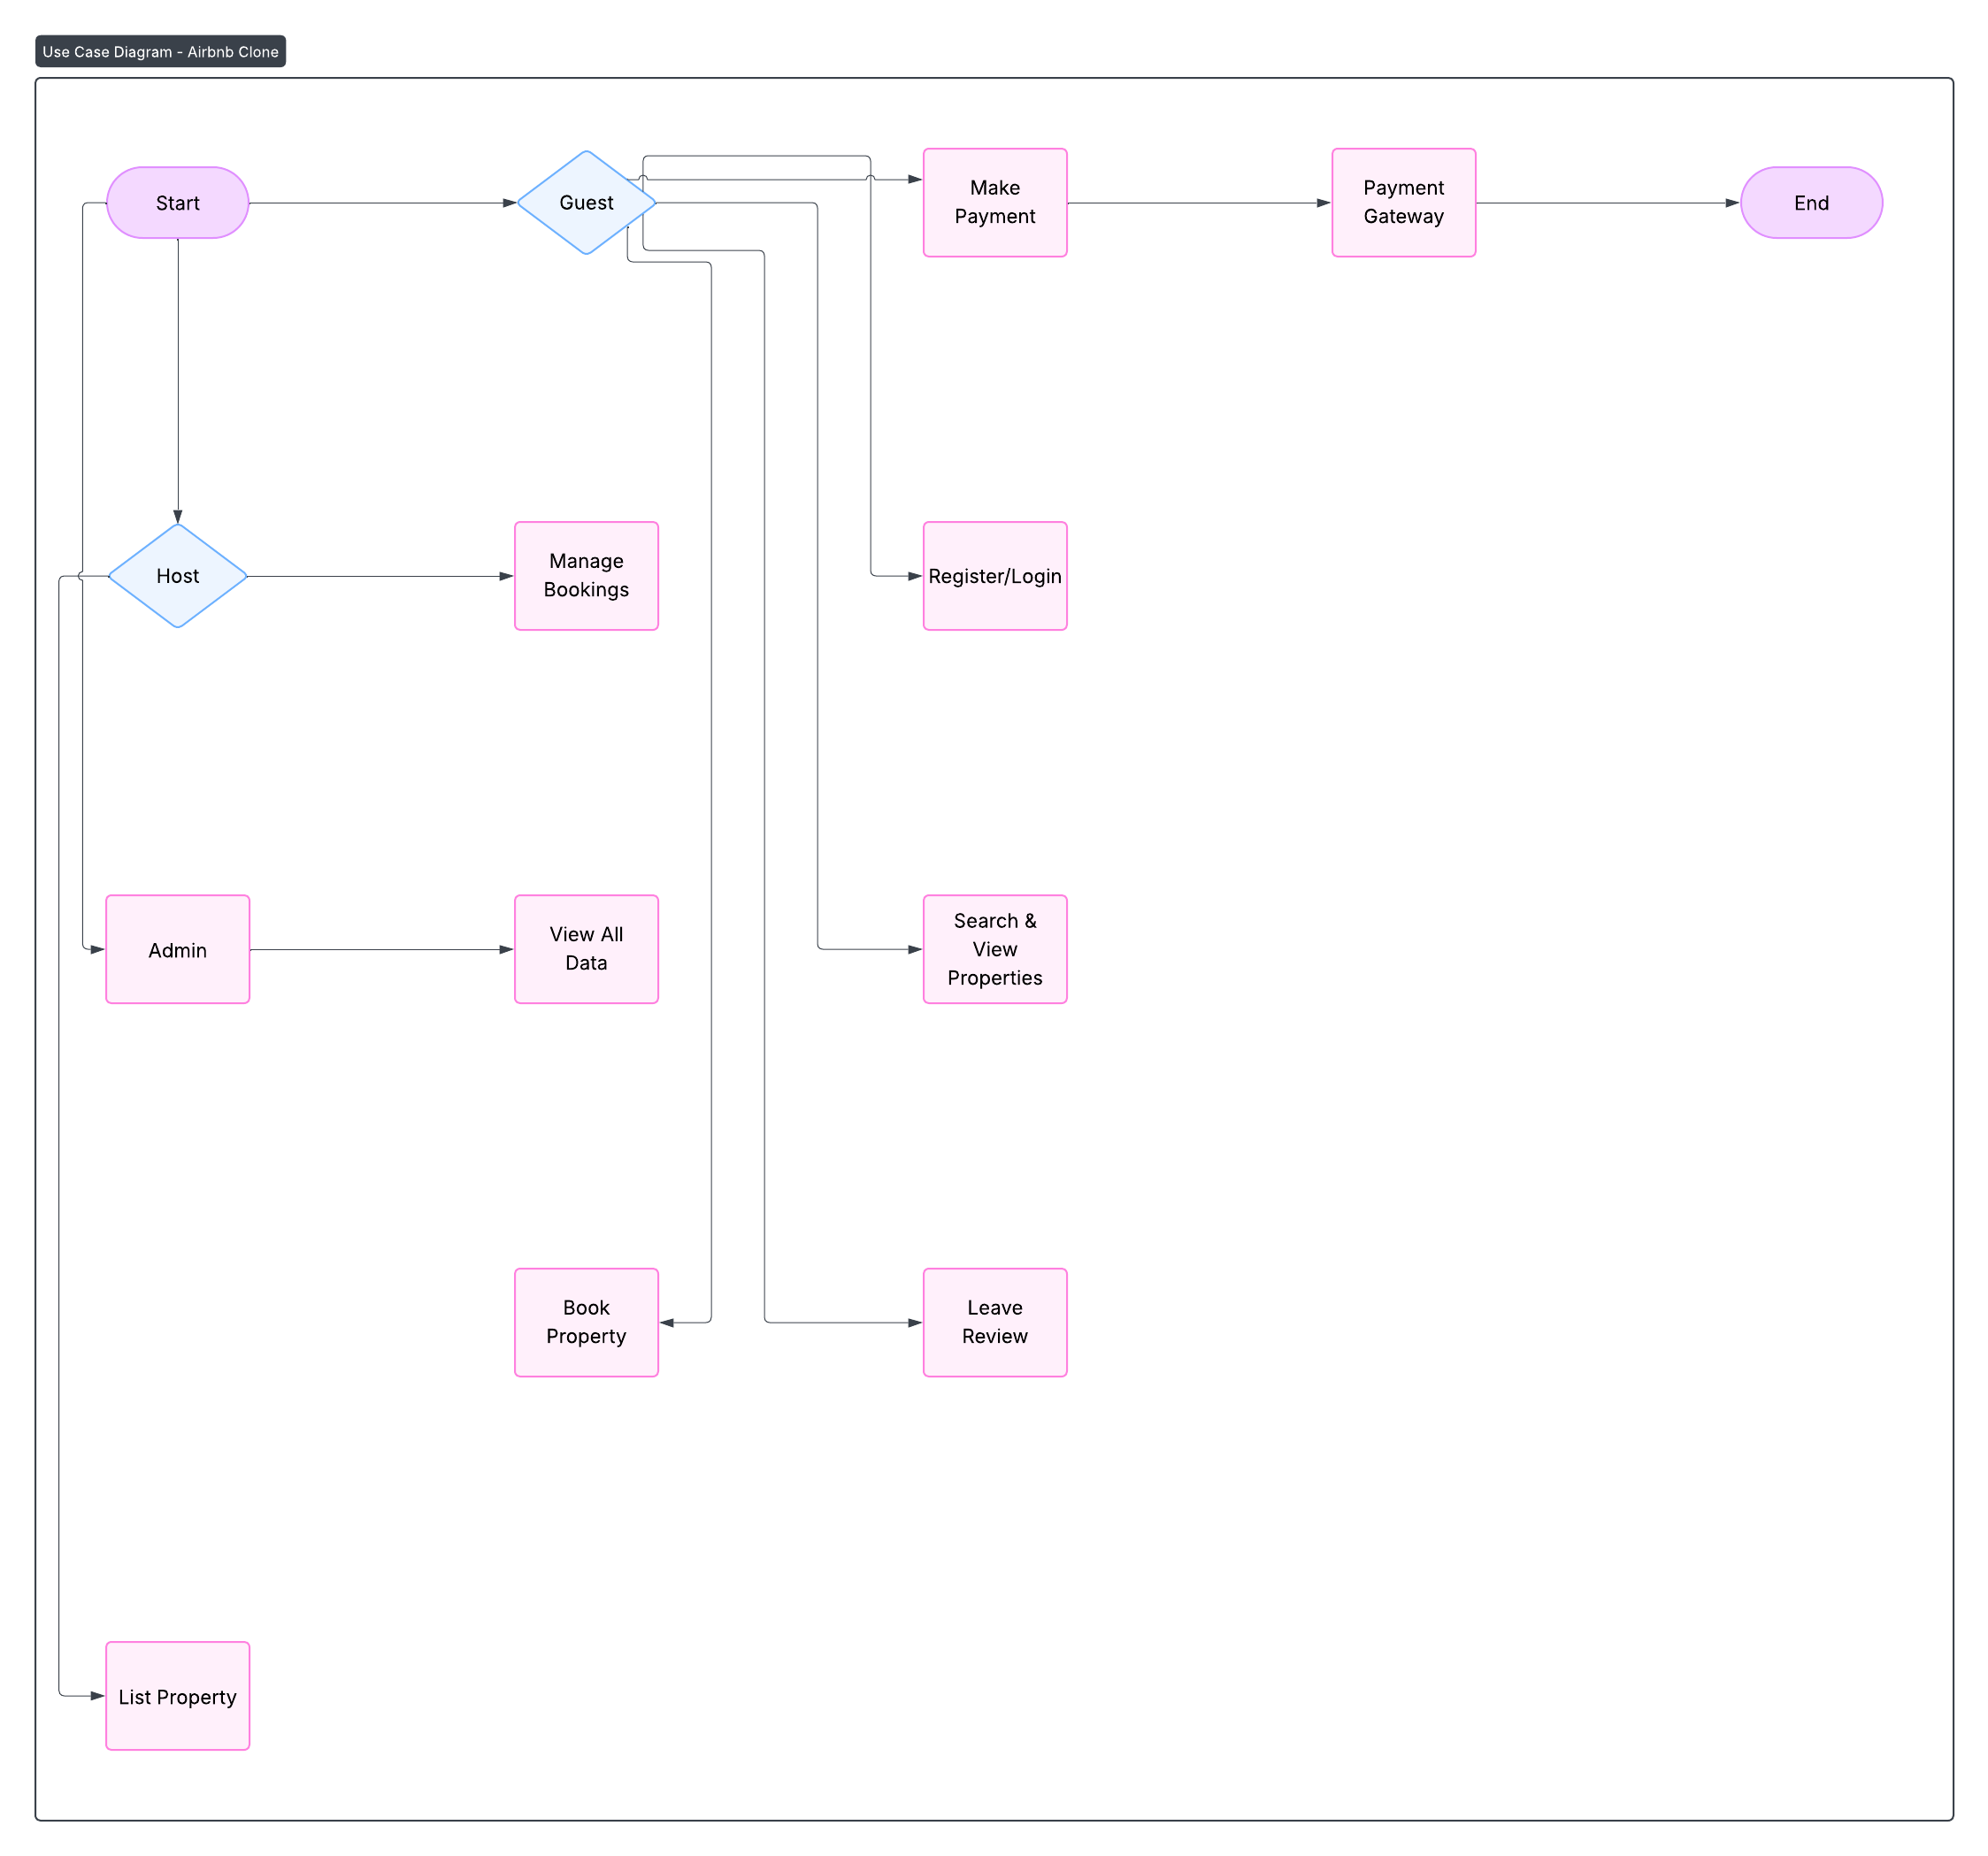 Use Case Diagram - Airbnb Clone
Start
Guest
Make
Payment
Payment
Gateway
End
Host
Manage
Bookings
Register/Login
Admin
View All
Data
Search &
View
Properties
Book
Property
Leave
Review
List Property